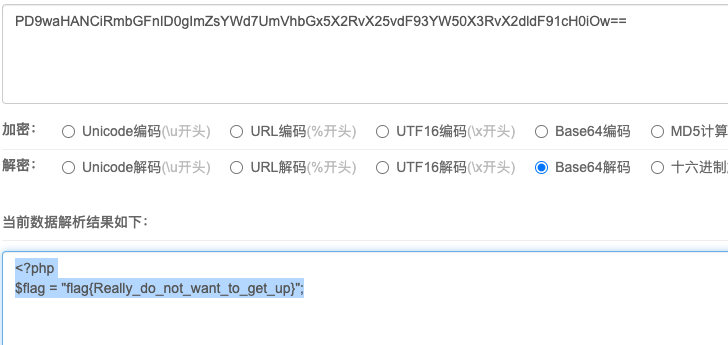 PD9waHANCiRmbGFnID0gImZsYWd7UmVhbGx5X2RvX25vdF93YW50X3RvX2dldF91cH0iOw==
加密： Unicode编码(\u开头) URL编码(%开头) UTF16编码(\x开头) Base64编码 MD5计算
解密： Unicode解码(\u开头) URL解码(%开头) UTF16解码(\x开头) Base64解码 十六进制
当前数据解析结果如下：
<?php
$flag = "flag{Really_do_not_want_to_get_up}";